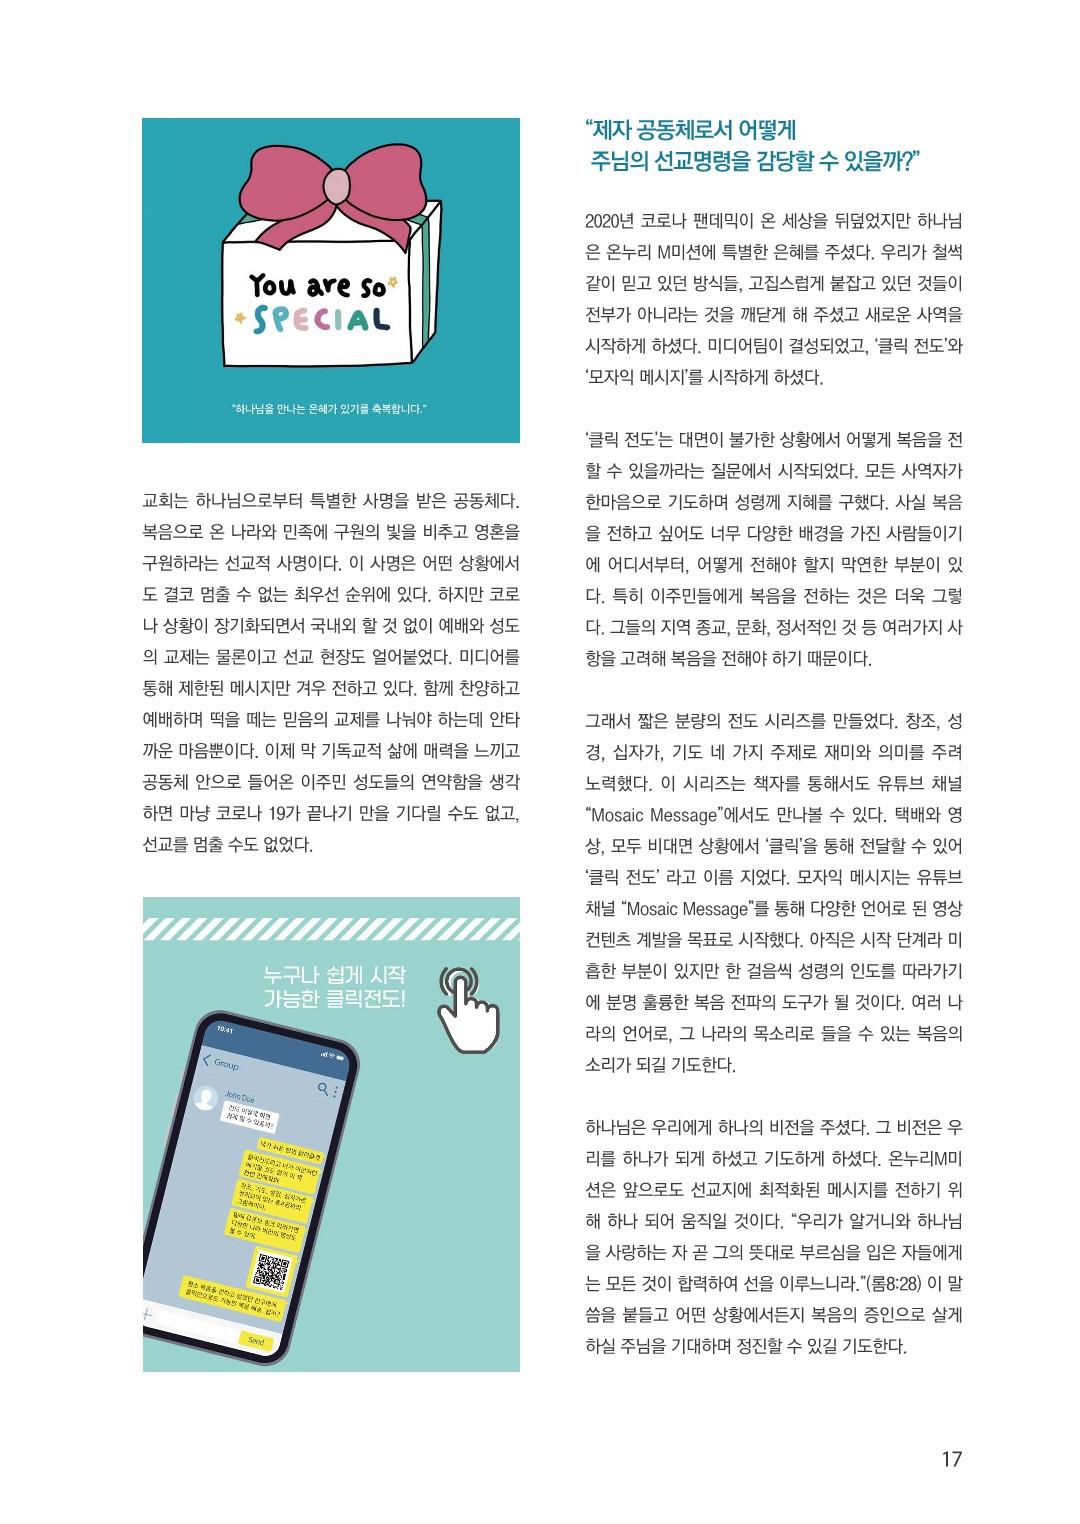 You are so
SPECIAL
“하나님을 만나는 은혜가 있기를 축복합니다.”
교회는 하나님으로부터 특별한 사명을 받은 공동체다.
복음으로 온 나라와 민족에 구원의 빛을 비추고 영혼을
구원하라는 선교적 사명이다. 이 사명은 어떤 상황에서
도 결코 멈출 수 없는 최우선 순위에 있다. 하지만 코로
나 상황이 장기화되면서 국내외 할 것 없이 예배와 성도
의 교제는 물론이고 선교 현장도 얼어붙었다. 미디어를
통해 제한된 메시지만 겨우 전하고 있다. 함께 찬양하고
예배하며 떡을 떼는 믿음의 교제를 나눠야 하는데 안타
까운 마음뿐이다. 이제 막 기독교적 삶에 매력을 느끼고
공동체 안으로 들어온 이주민 성도들의 연약함을 생각
하면 마냥 코로나 19가 끝나기 만을 기다릴 수도 없고,
선교를 멈출 수도 없었다.
누구나 쉽게 시작
가능한 클릭전도!
10:41
Group
John Doe
Send
“제자 공동체로서 어떻게
주님의 선교명령을 감당할 수 있을까?”
2020년 코로나 팬데믹이 온 세상을 뒤덮었지만 하나님
은 온누리 M미션에 특별한 은혜를 주셨다. 우리가 철썩
같이 믿고 있던 방식들, 고집스럽게 붙잡고 있던 것들이
전부가 아니라는 것을 깨닫게 해 주셨고 새로운 사역을
시작하게 하셨다. 미디어팀이 결성되었고, ‘클릭 전도’와
‘모자익 메시지’를 시작하게 하셨다.
‘클릭 전도’는 대면이 불가한 상황에서 어떻게 복음을 전
할 수 있을까라는 질문에서 시작되었다. 모든 사역자가
한마음으로 기도하며 성령께 지혜를 구했다. 사실 복음
을 전하고 싶어도 너무 다양한 배경을 가진 사람들이기
에 어디서부터, 어떻게 전해야 할지 막연한 부분이 있
다. 특히 이주민들에게 복음을 전하는 것은 더욱 그렇
다. 그들의 지역 종교, 문화, 정서적인 것 등 여러가지 사
항을 고려해 복음을 전해야 하기 때문이다.
그래서 짧은 분량의 전도 시리즈를 만들었다. 창조, 성
경, 십자가, 기도 네 가지 주제로 재미와 의미를 주려
노력했다. 이 시리즈는 책자를 통해서도 유튜브 채널
“Mosaic Message”에서도 만나볼 수 있다. 택배와 영
상, 모두 비대면 상황에서 ‘클릭’을 통해 전달할 수 있어
‘클릭 전도’ 라고 이름 지었다. 모자익 메시지는 유튜브
채널 “Mosaic Message”를 통해 다양한 언어로 된 영상
컨텐츠 계발을 목표로 시작했다. 아직은 시작 단계라 미
흡한 부분이 있지만 한 걸음씩 성령의 인도를 따라가기
에 분명 훌륭한 복음 전파의 도구가 될 것이다. 여러 나
라의 언어로, 그 나라의 목소리로 들을 수 있는 복음의
소리가 되길 기도한다.
하나님은 우리에게 하나의 비전을 주셨다. 그 비전은 우
리를 하나가 되게 하셨고 기도하게 하셨다. 온누리M미
션은 앞으로도 선교지에 최적화된 메시지를 전하기 위
해 하나 되어 움직일 것이다. “우리가 알거니와 하나님
을 사랑하는 자 곧 그의 뜻대로 부르심을 입은 자들에게
는 모든 것이 합력하여 선을 이루느니라.”(롬8:28) 이 말
씀을 붙들고 어떤 상황에서든지 복음의 증인으로 살게
하실 주님을 기대하며 정진할 수 있길 기도한다.
17